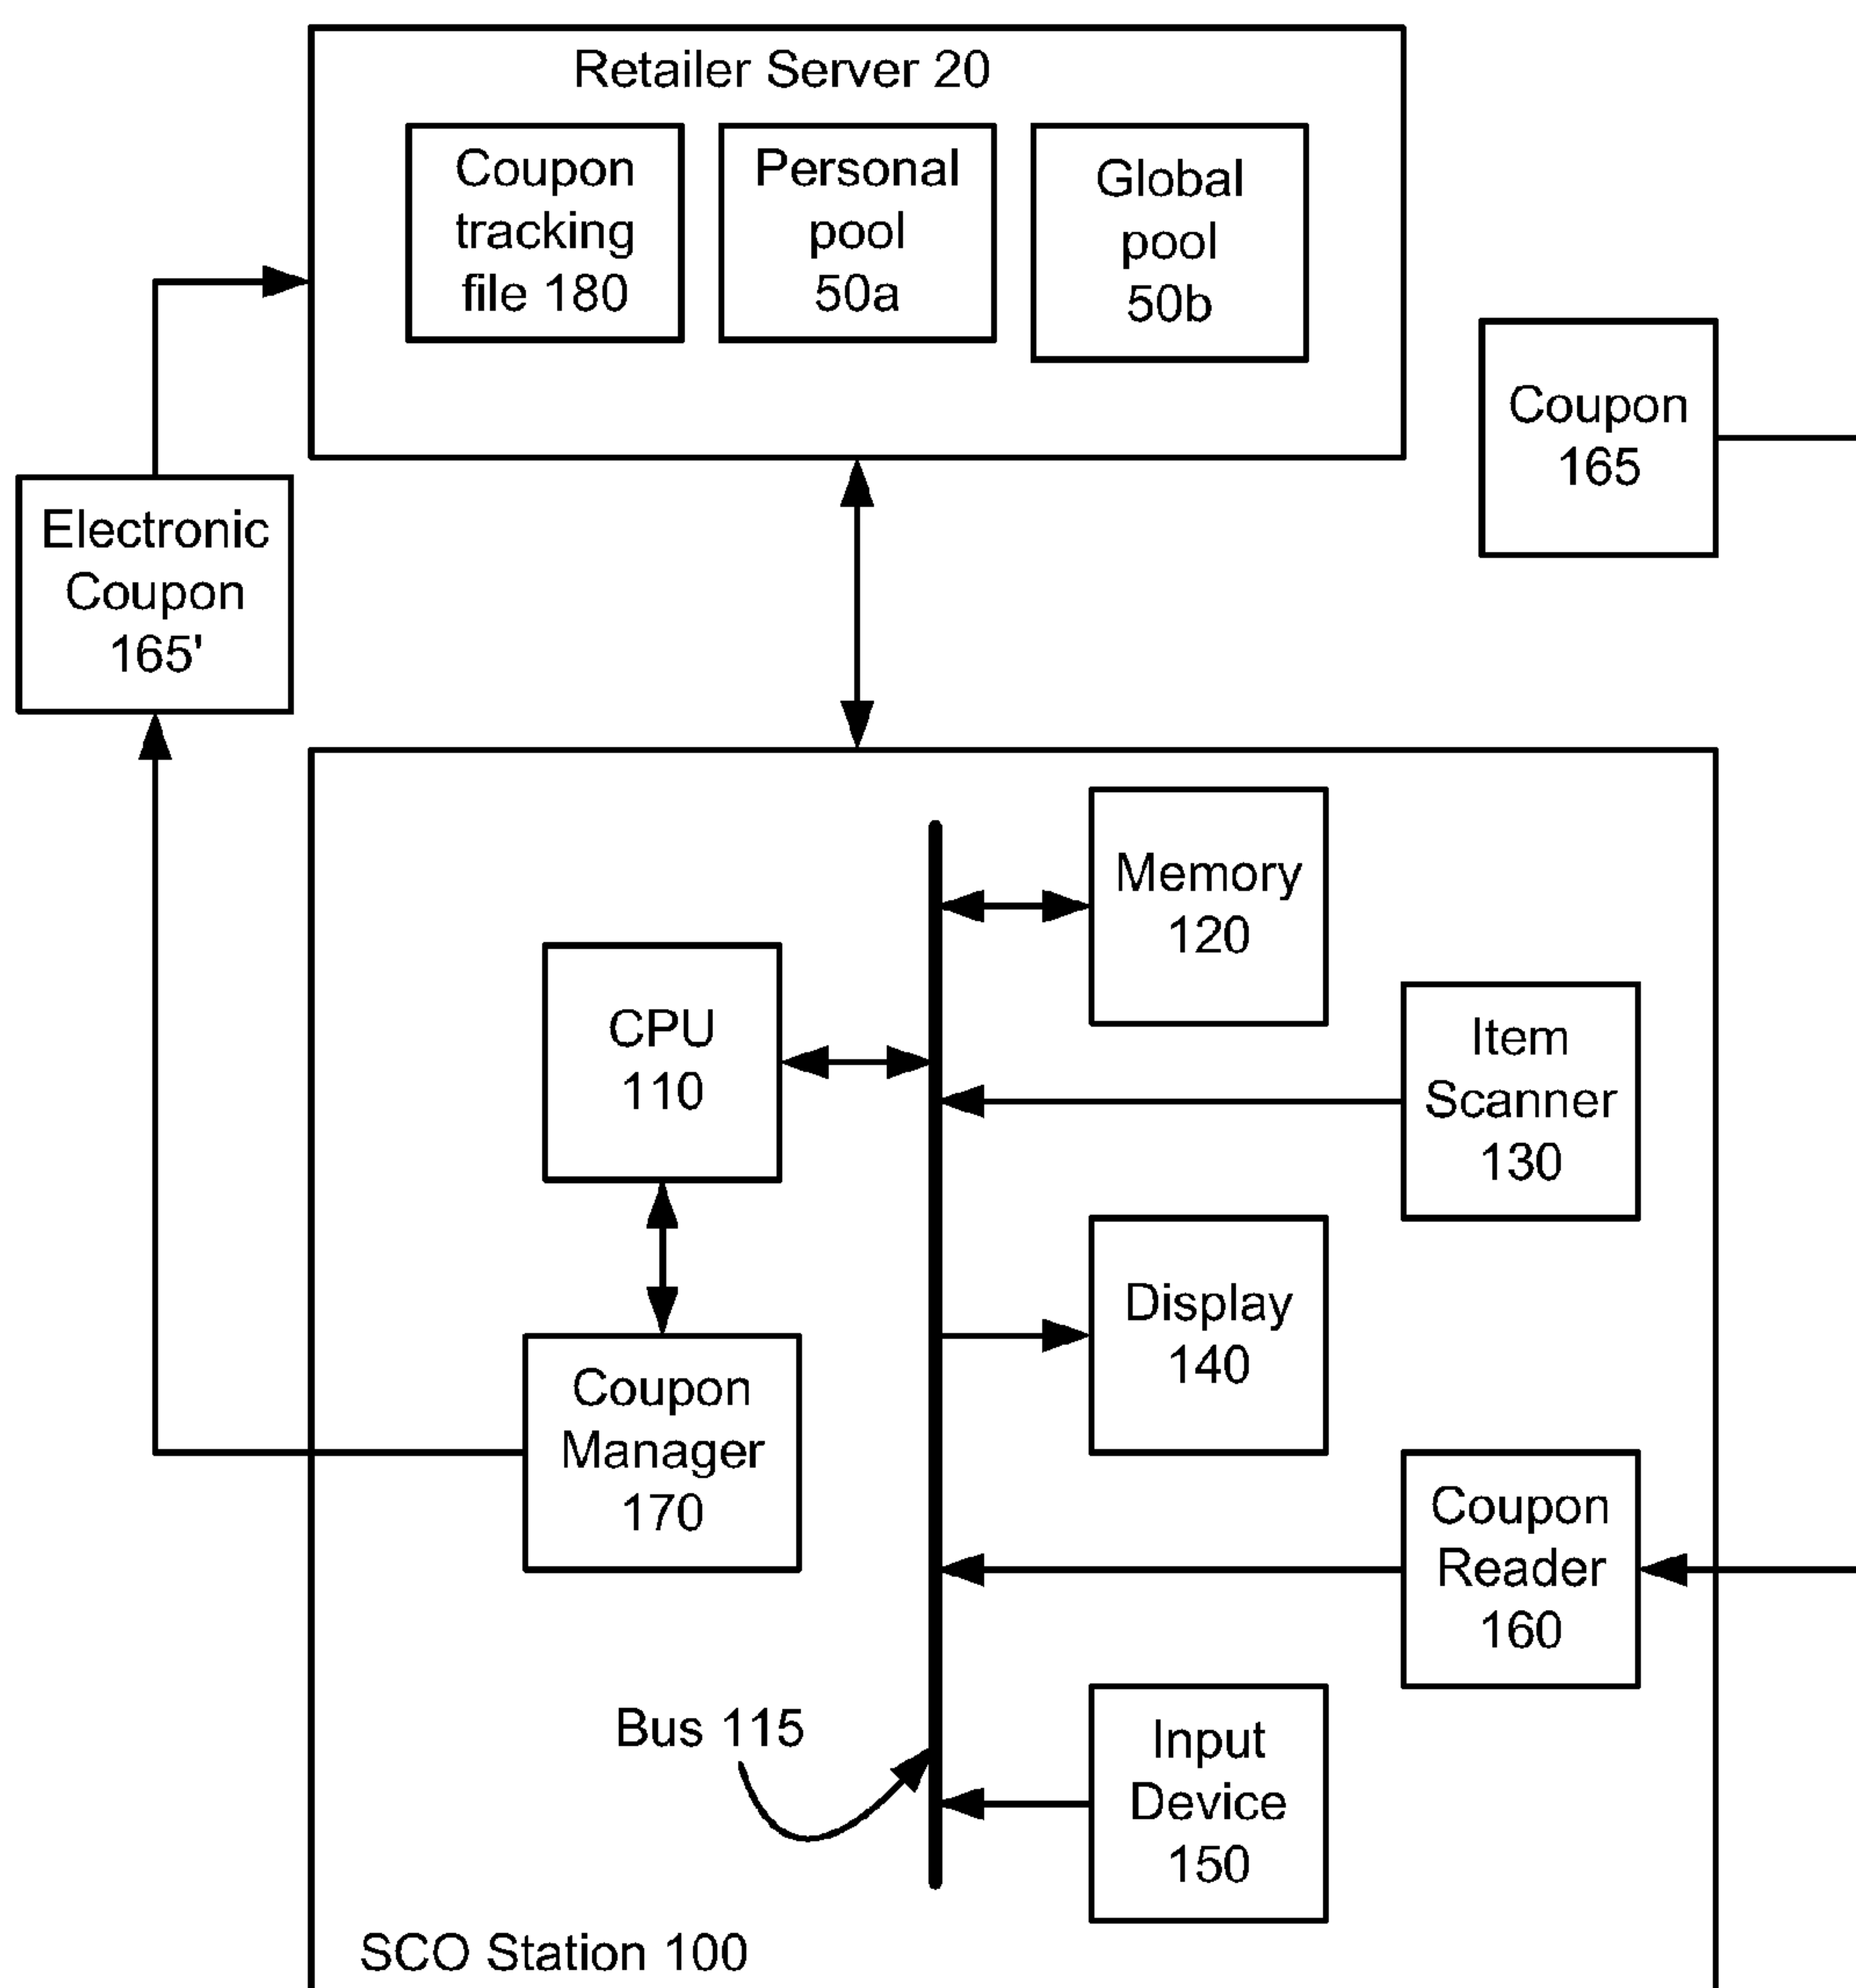 Retailer Server 20
Coupon
tracking
file 180
Personal
pool
50a
Global
pool
50b
Coupon
165
Electronic
Coupon
165'
Memory
120
CPU
110
Item
Scanner
130
Display
140
Coupon
Manager
170
Coupon
Reader
160
Bus 115
Input
Device
150
SCO Station 100